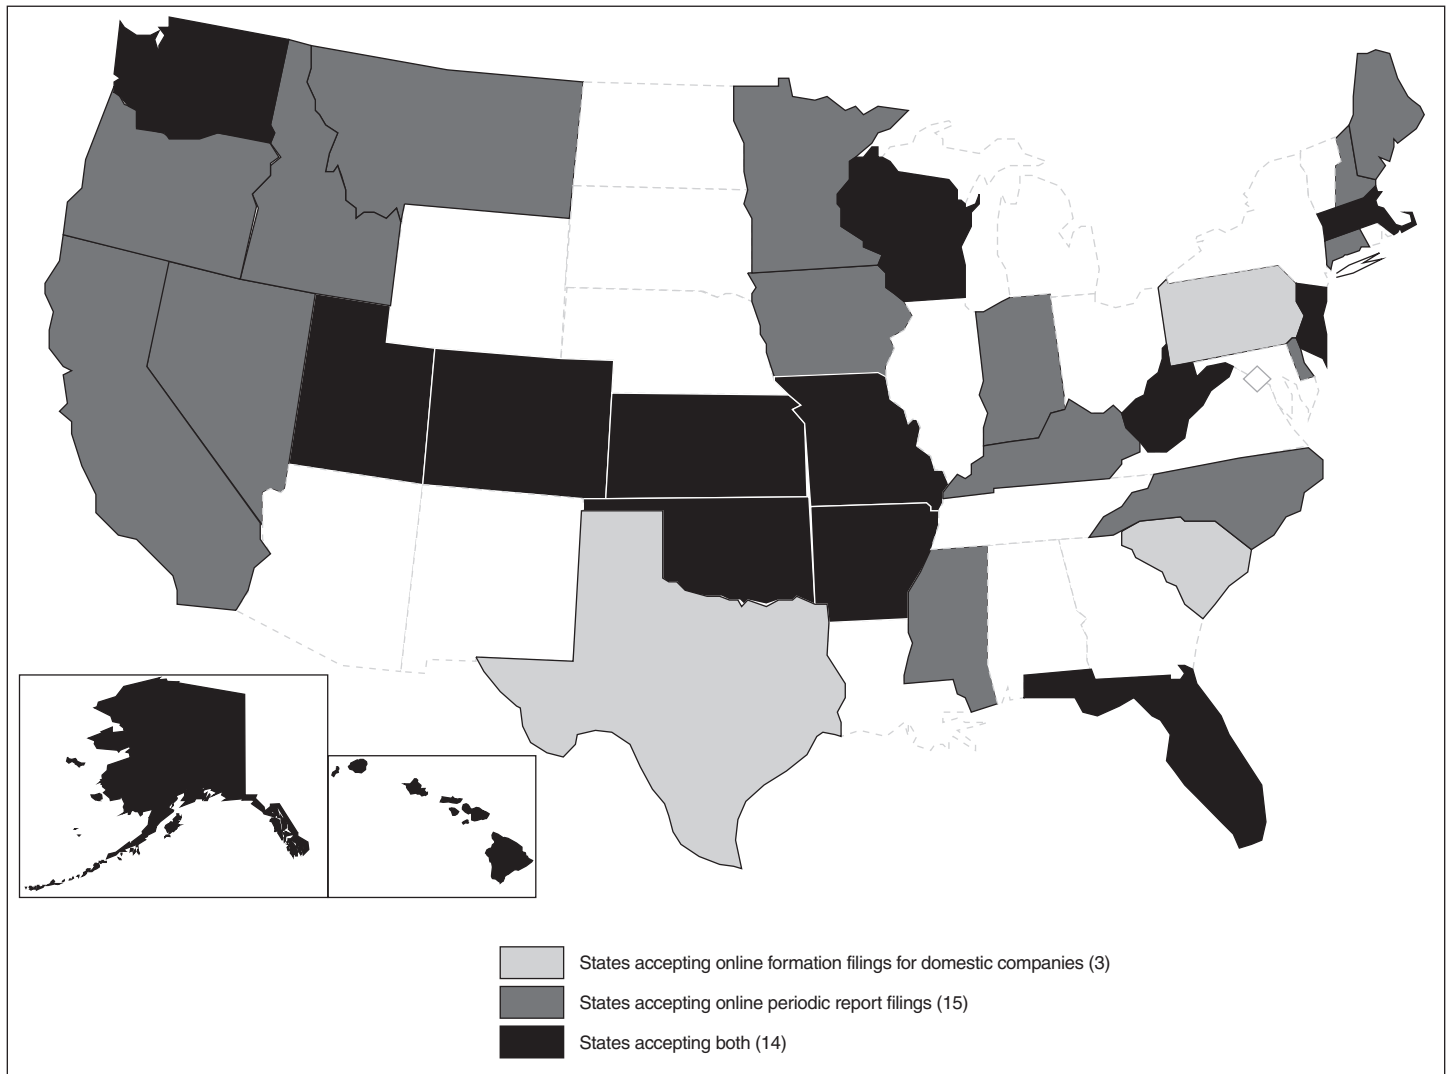 States accepting online formation filings for domestic companies (3)
States accepting online periodic report filings (15)
States accepting both (14)